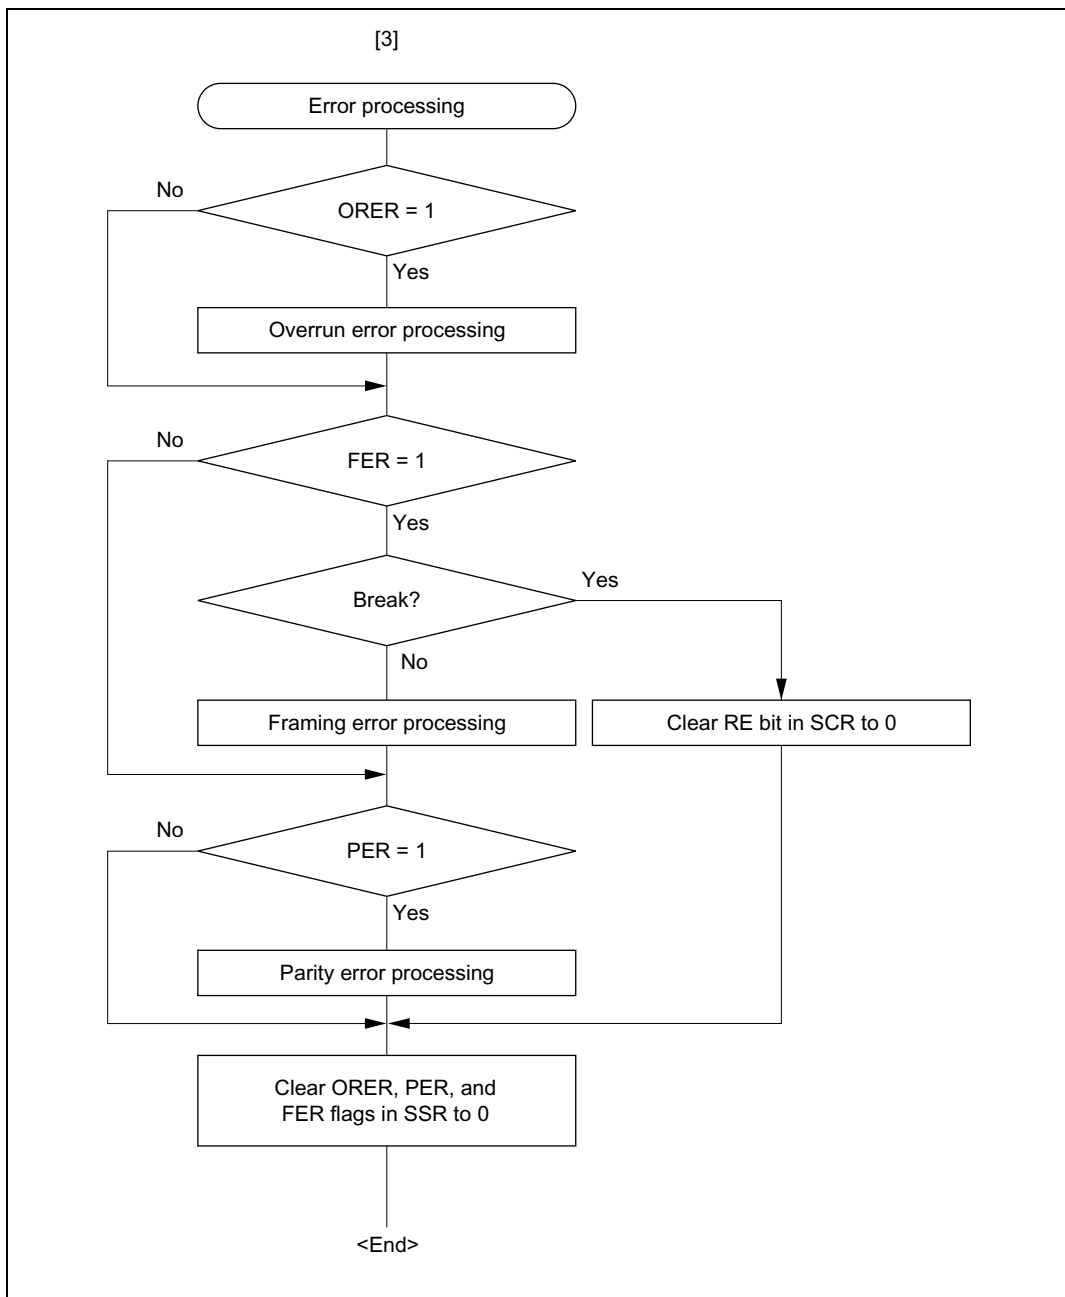 [3]
Error processing
No
ORER = 1
Yes
Overrun error processing
No
FER = 1
Yes
Yes
Break?
No
Framing error processing
Clear RE bit in SCR to 0
No
PER = 1
Yes
Parity error processing
Clear ORER, PER, and
FER flags in SSR to 0
<End>